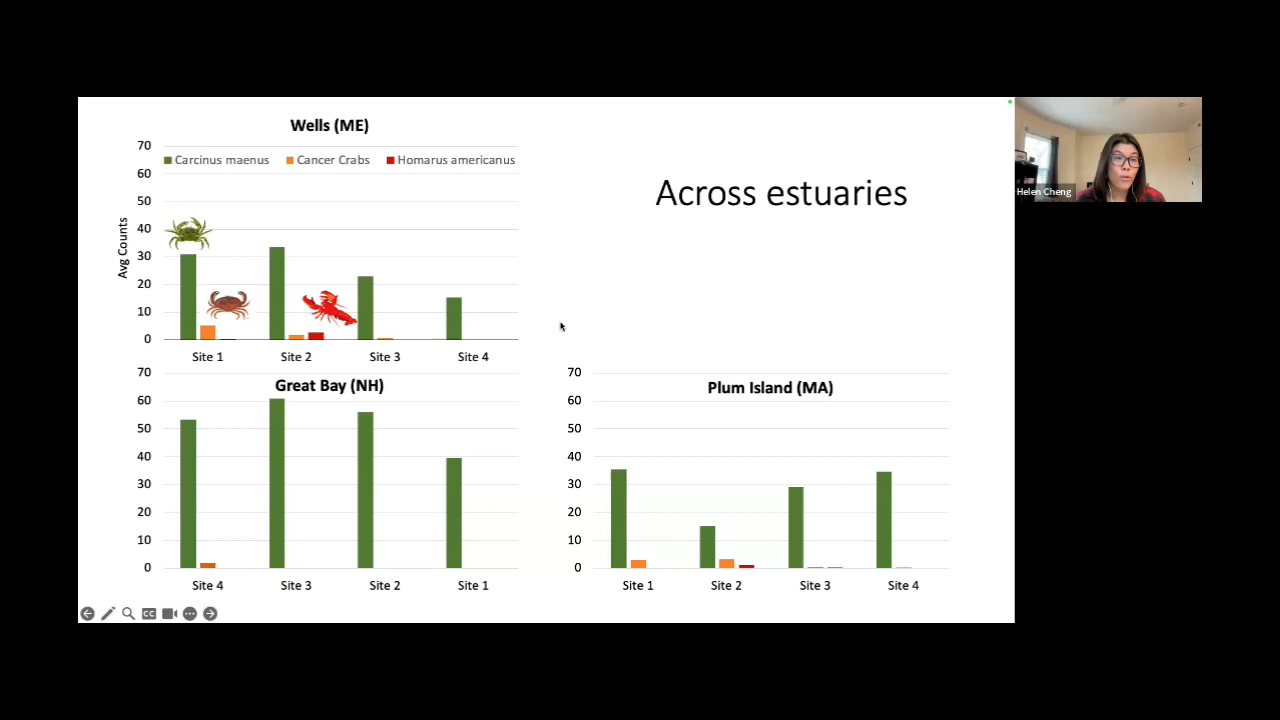 Wells (ME)
70
Carcinus maenus Cancer Crabs Homarus americanus
60
50
40
30
20
10
0
Avg Counts
Site 1 Site 2 Site 3 Site 4
Across estuaries
Helen Cheng
Great Bay (NH)
70
60
50
40
30
20
10
0
Site 4 Site 3 Site 2 Site 1
Plum Island (MA)
70
60
50
40
30
20
10
0
Site 1 Site 2 Site 3 Site 4
CC